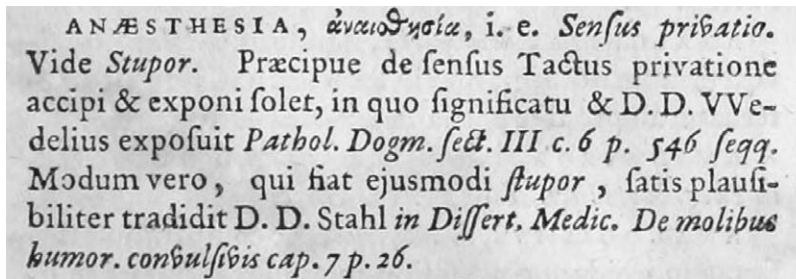 ANÆSTHESIA, ἀναισθησία, i. e. Senſus privatio.
Vide Stupor. Præcipue de ſenſus Tactus privatione
accipi & exponi ſolet, in quo ſignificatu & D. D. VVe-
delius expoſuit Pathol. Dogm. ſect. III c. 6 p. 546 ſeqq.
Modum vero, qui fiat ejusmodi ſtupor, ſatis plauſi-
biliter tradidit D. D. Stahl in Diſſert. Medic. De molibus
humor. convulſivis cap. 7 p. 26.